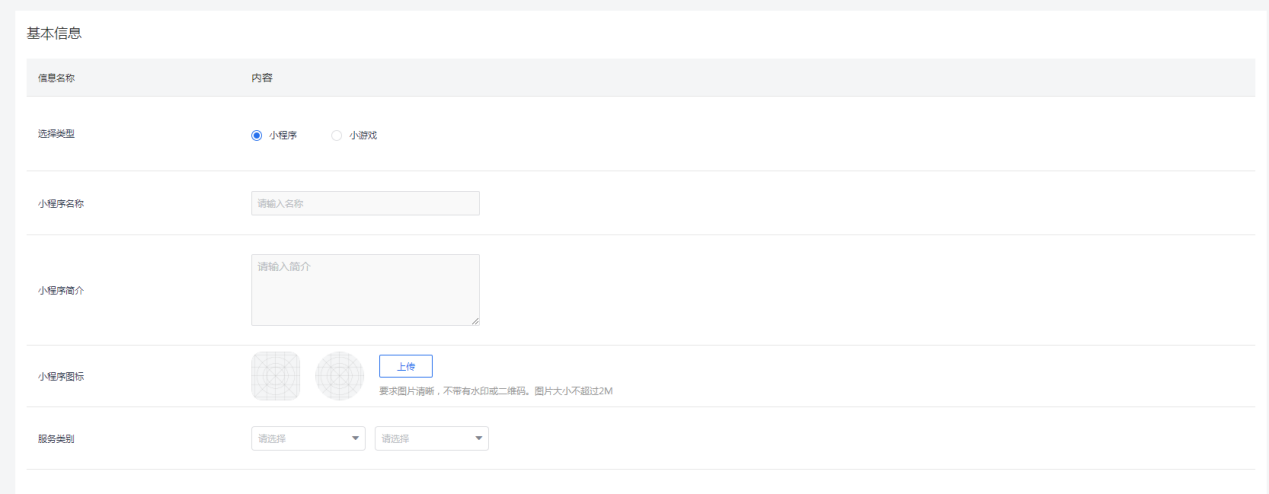 基本信息
信息名称 内容
选择类型 小程序 小游戏
小程序名称 请输入名称
小程序简介 请输入简介
小程序图标 上传
要求图片清晰，不带有水印或二维码。图片大小不超过2M
服务类别 请选择 请选择